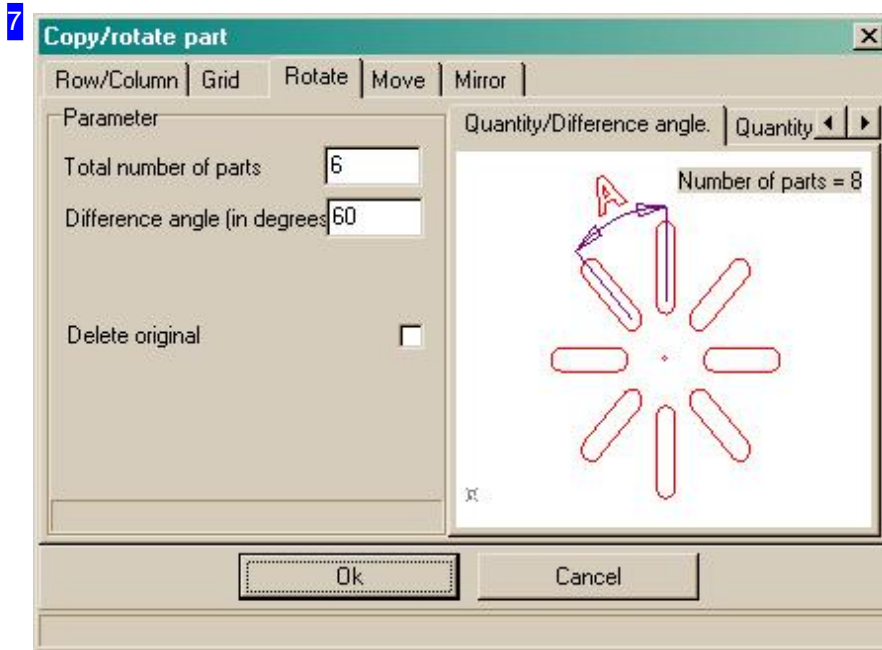 7
Copy/rotate part
Row/Column Grid Rotate Move Mirror
Parameter
Total number of parts 6
Difference angle (in degrees 60
Delete original
Quantity/Difference angle. Quantity
Number of parts = 8
A
Ok Cancel